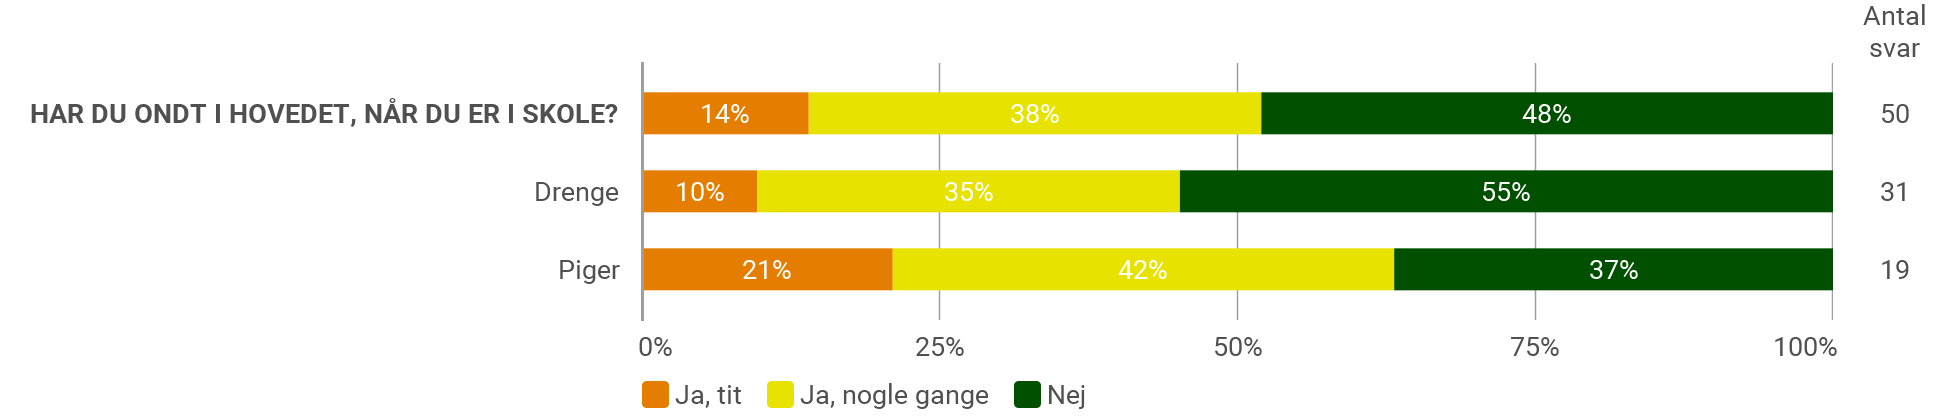 Antal
svar
HAR DU ONDT I HOVEDET, NÅR DU ER I SKOLE? 14% 38% 48% 50
Drenge 10% 35% 55% 31
Piger 21% 42% 37% 19
0% 25% 50% 75% 100%
Ja, tit Ja, nogle gange Nej